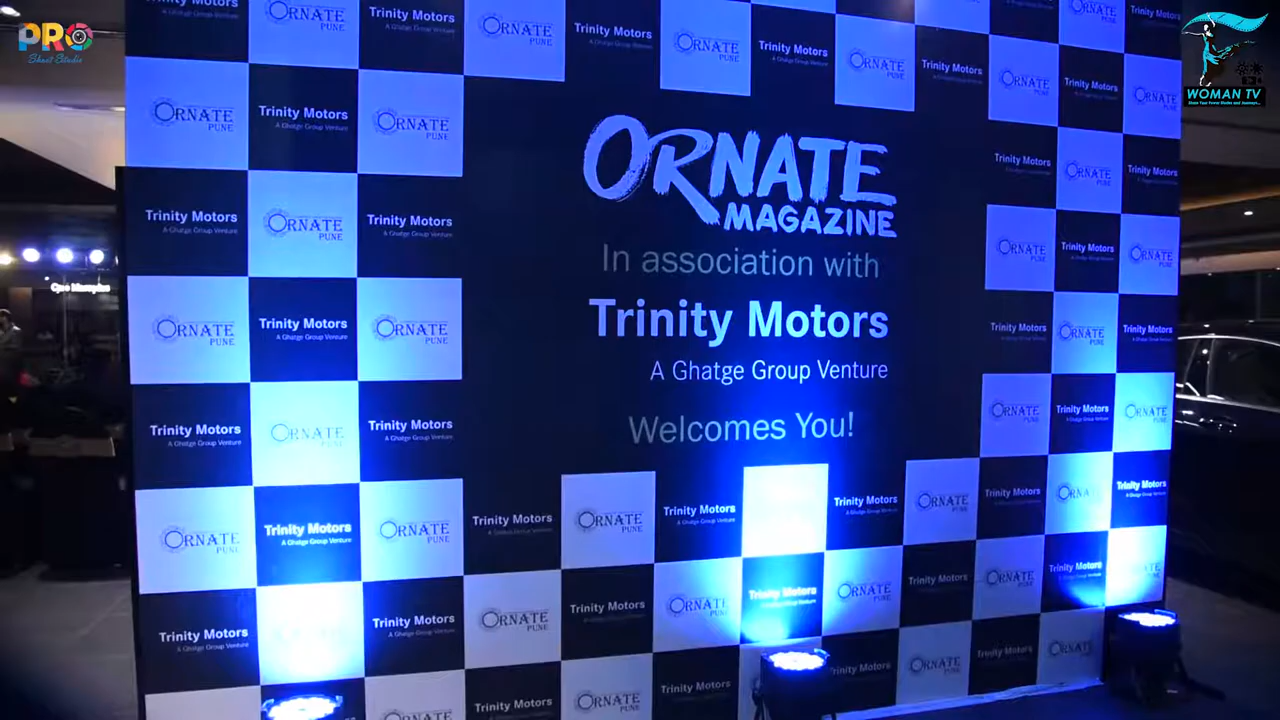 PRO
Shoot Studio
WOMAN TV
ORNATE
MAGAZINE
In association with
Trinity Motors
A Ghatge Group Venture
Welcomes You!
Trinity Motors
A Ghatge Group Venture
ORNATE
PUNE